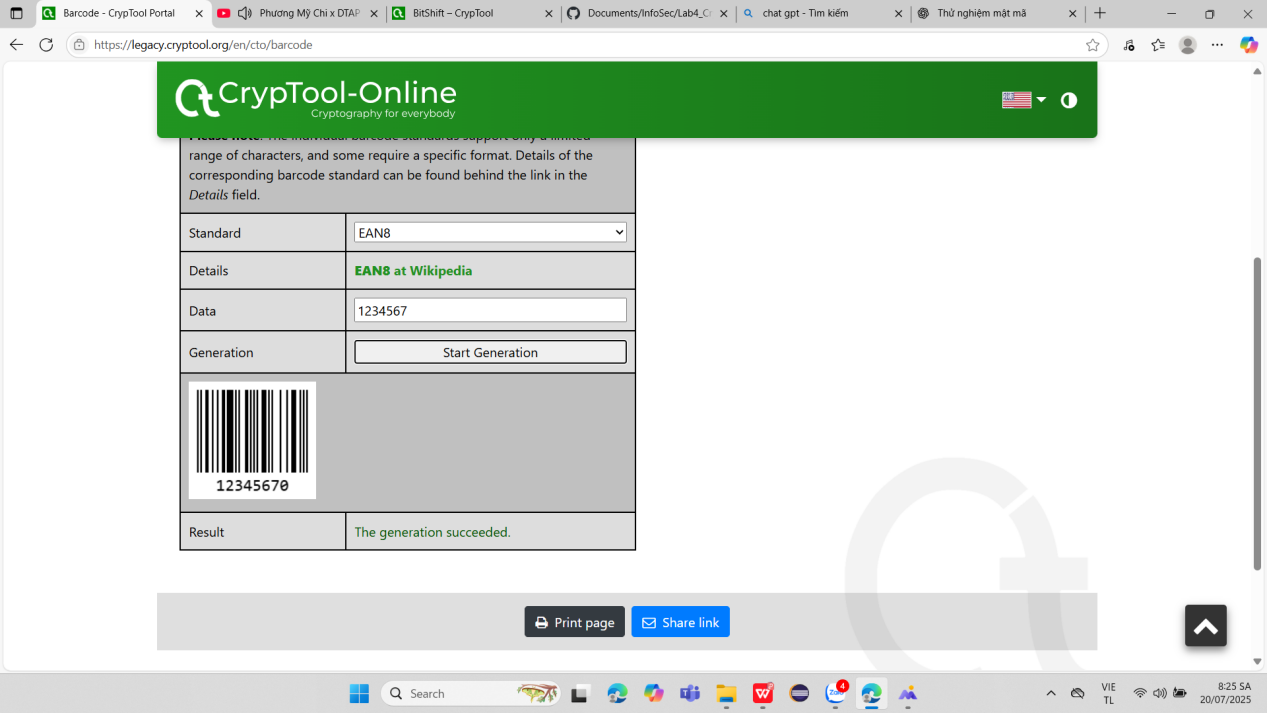 Barcode - CrypTool Portal
Phương Mỹ Chi x DTAP
BitShift – CrypTool
Documents/InfoSec/Lab4_Cr
chat gpt - Tìm kiếm
Thử nghiệm mật mã
https://legacy.cryptool.org/en/cto/barcode
CrypTool-Online
Cryptography for everybody
Please note: The individual barcode standards support only a limited
range of characters, and some require a specific format. Details of the
corresponding barcode standard can be found behind the link in the
Details field.
Standard
EAN8
Details
EAN8 at Wikipedia
Data
1234567
Generation
Start Generation
12345670
Result
The generation succeeded.
Print page
Share link
Search
Zalo
4
VIE
TL
8:25 SA
20/07/2025